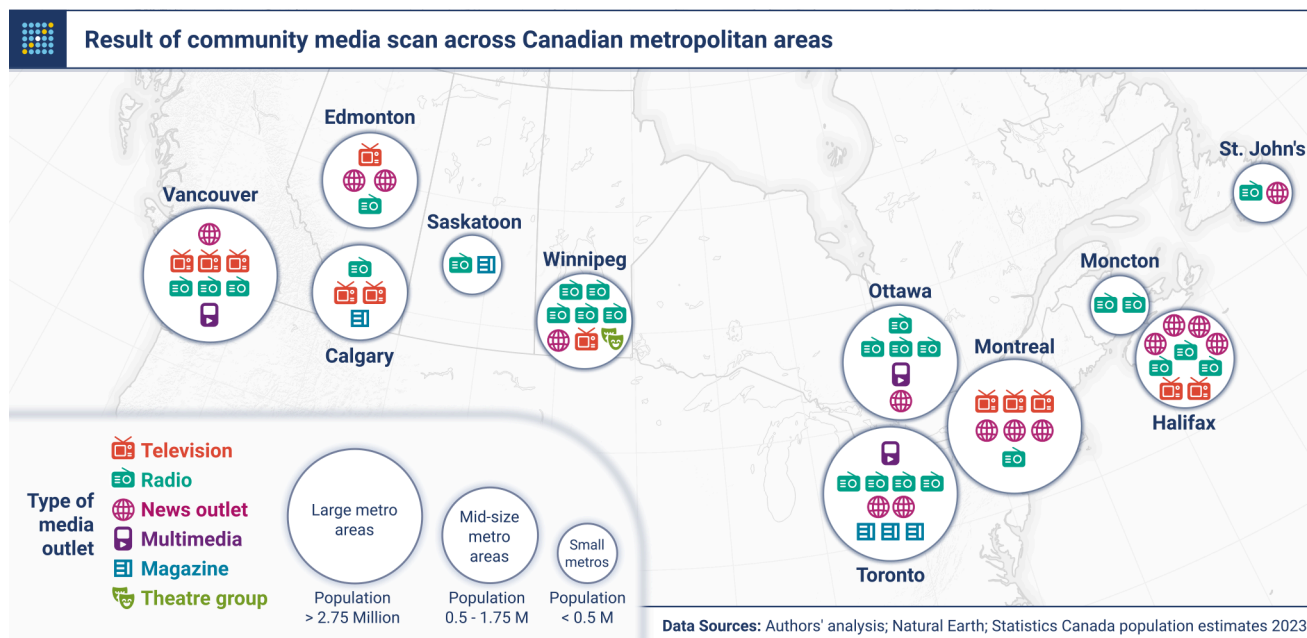 Result of community media scan across Canadian metropolitan areas
Edmonton
St. John's
Vancouver
Saskatoon
Winnipeg
Moncton
Ottawa
Calgary
Montreal
Halifax
Toronto
Type of
media
outlet
Television
Radio
News outlet
Multimedia
Magazine
Theatre group
Large metro
areas
Population
> 2.75 Million
Mid-size
metro
areas
Population
0.5 - 1.75 M
Small
metros
Population
< 0.5 M
Data Sources: Authors' analysis; Natural Earth; Statistics Canada population estimates 2023